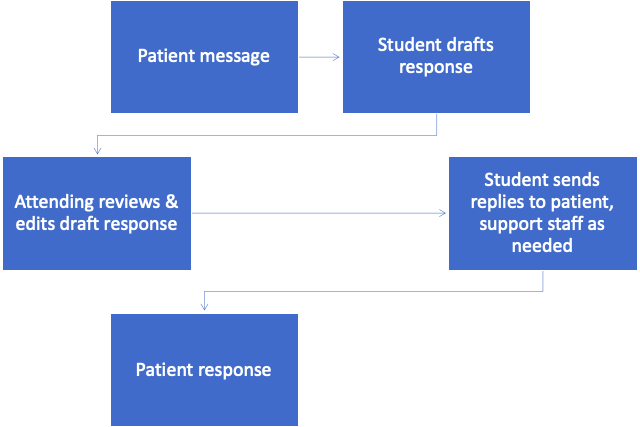 Patient message
Student drafts
response
Attending reviews &
edits draft response
Student sends
replies to patient,
support staff as
needed
Patient response